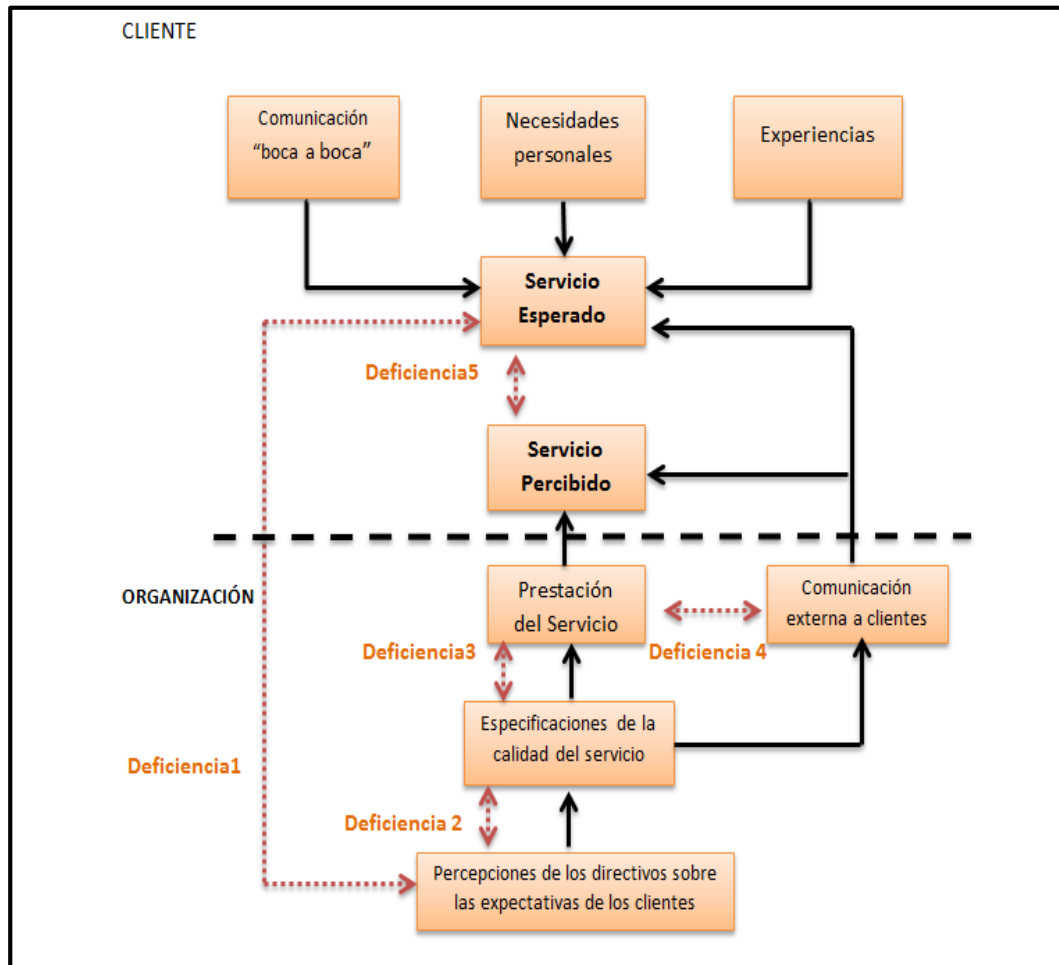 CLIENTE
Comunicación
“boca a boca”
Necesidades
personales
Experiencias
Servicio
Esperado
Deficiencia5
Servicio
Percibido
ORGANIZACIÓN
Prestación
del Servicio
Comunicación
externa a clientes
Deficiencia3
Deficiencia 4
Especificaciones de la
calidad del servicio
Deficiencia1
Deficiencia 2
Percepciones de los directivos sobre
las expectativas de los clientes